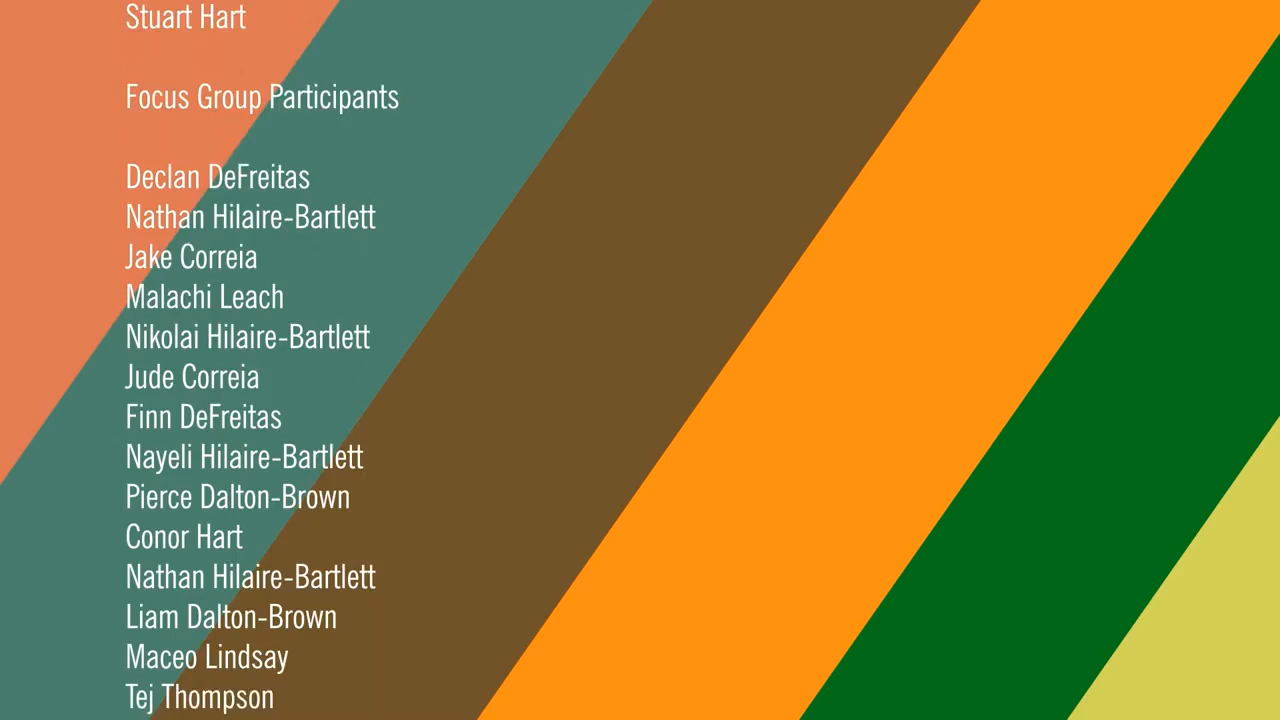 Stuart Hart
Focus Group Participants
Declan DeFreitas
Nathan Hilaire-Bartlett
Jake Correia
Malachi Leach
Nikolai Hilaire-Bartlett
Jude Correia
Finn DeFreitas
Nayeli Hilaire-Bartlett
Pierce Dalton-Brown
Conor Hart
Nathan Hilaire-Bartlett
Liam Dalton-Brown
Maceo Lindsay
Tej Thompson